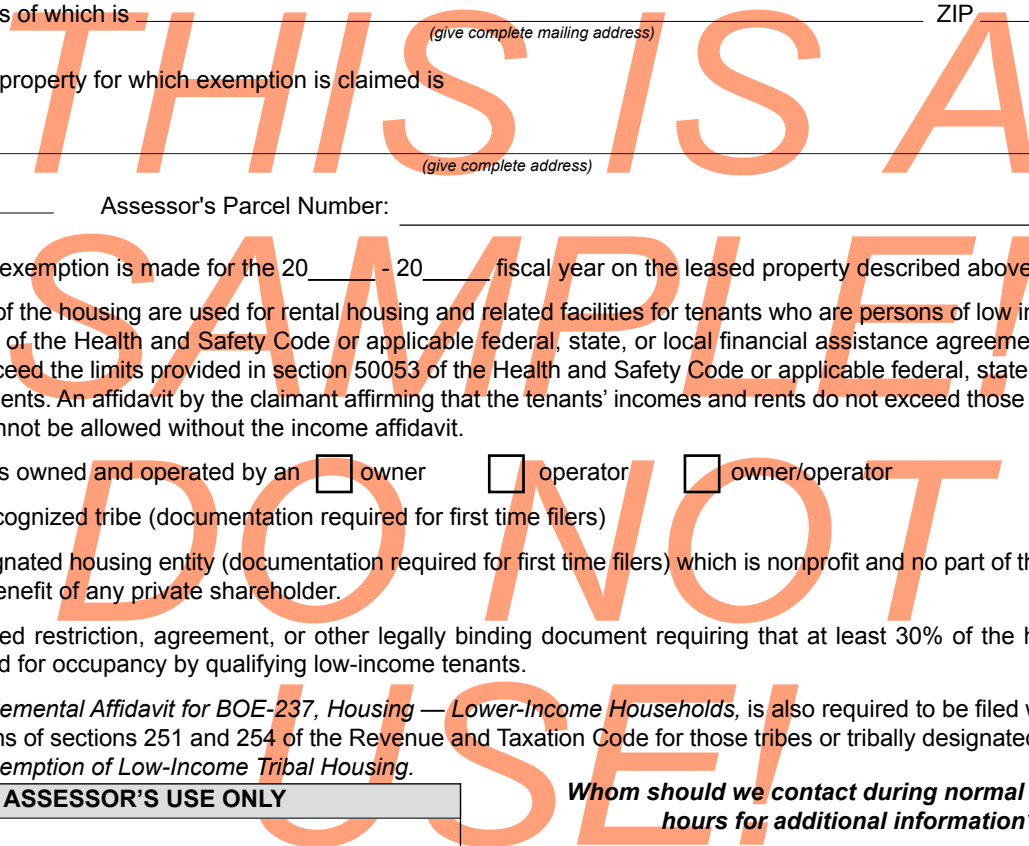 s of which is ZIP
(give complete mailing address)
property for which exemption is claimed is
(give complete address)
Assessor's Parcel Number:
exemption is made for the 20_____ - 20_____ fiscal year on the leased property described above
of the housing are used for rental housing and related facilities for tenants who are persons of low in
of the Health and Safety Code or applicable federal, state, or local financial assistance agreeme
ceed the limits provided in section 50053 of the Health and Safety Code or applicable federal, state
ents. An affidavit by the claimant affirming that the tenants' incomes and rents do not exceed those
nnot be allowed without the income affidavit.
s owned and operated by an owner operator owner/operator
cognized tribe (documentation required for first time filers)
gnated housing entity (documentation required for first time filers) which is nonprofit and no part of th
enefit of any private shareholder.
ed restriction, agreement, or other legally binding document requiring that at least 30% of the h
d for occupancy by qualifying low-income tenants.
emental Affidavit for BOE-237, Housing — Lower-Income Households, is also required to be filed w
ns of sections 251 and 254 of the Revenue and Taxation Code for those tribes or tribally designated
emption of Low-Income Tribal Housing.
ASSESSOR'S USE ONLY
Whom should we contact during normal
hours for additional information?
THIS IS A
SAMPLE!
DO NOT
USE!